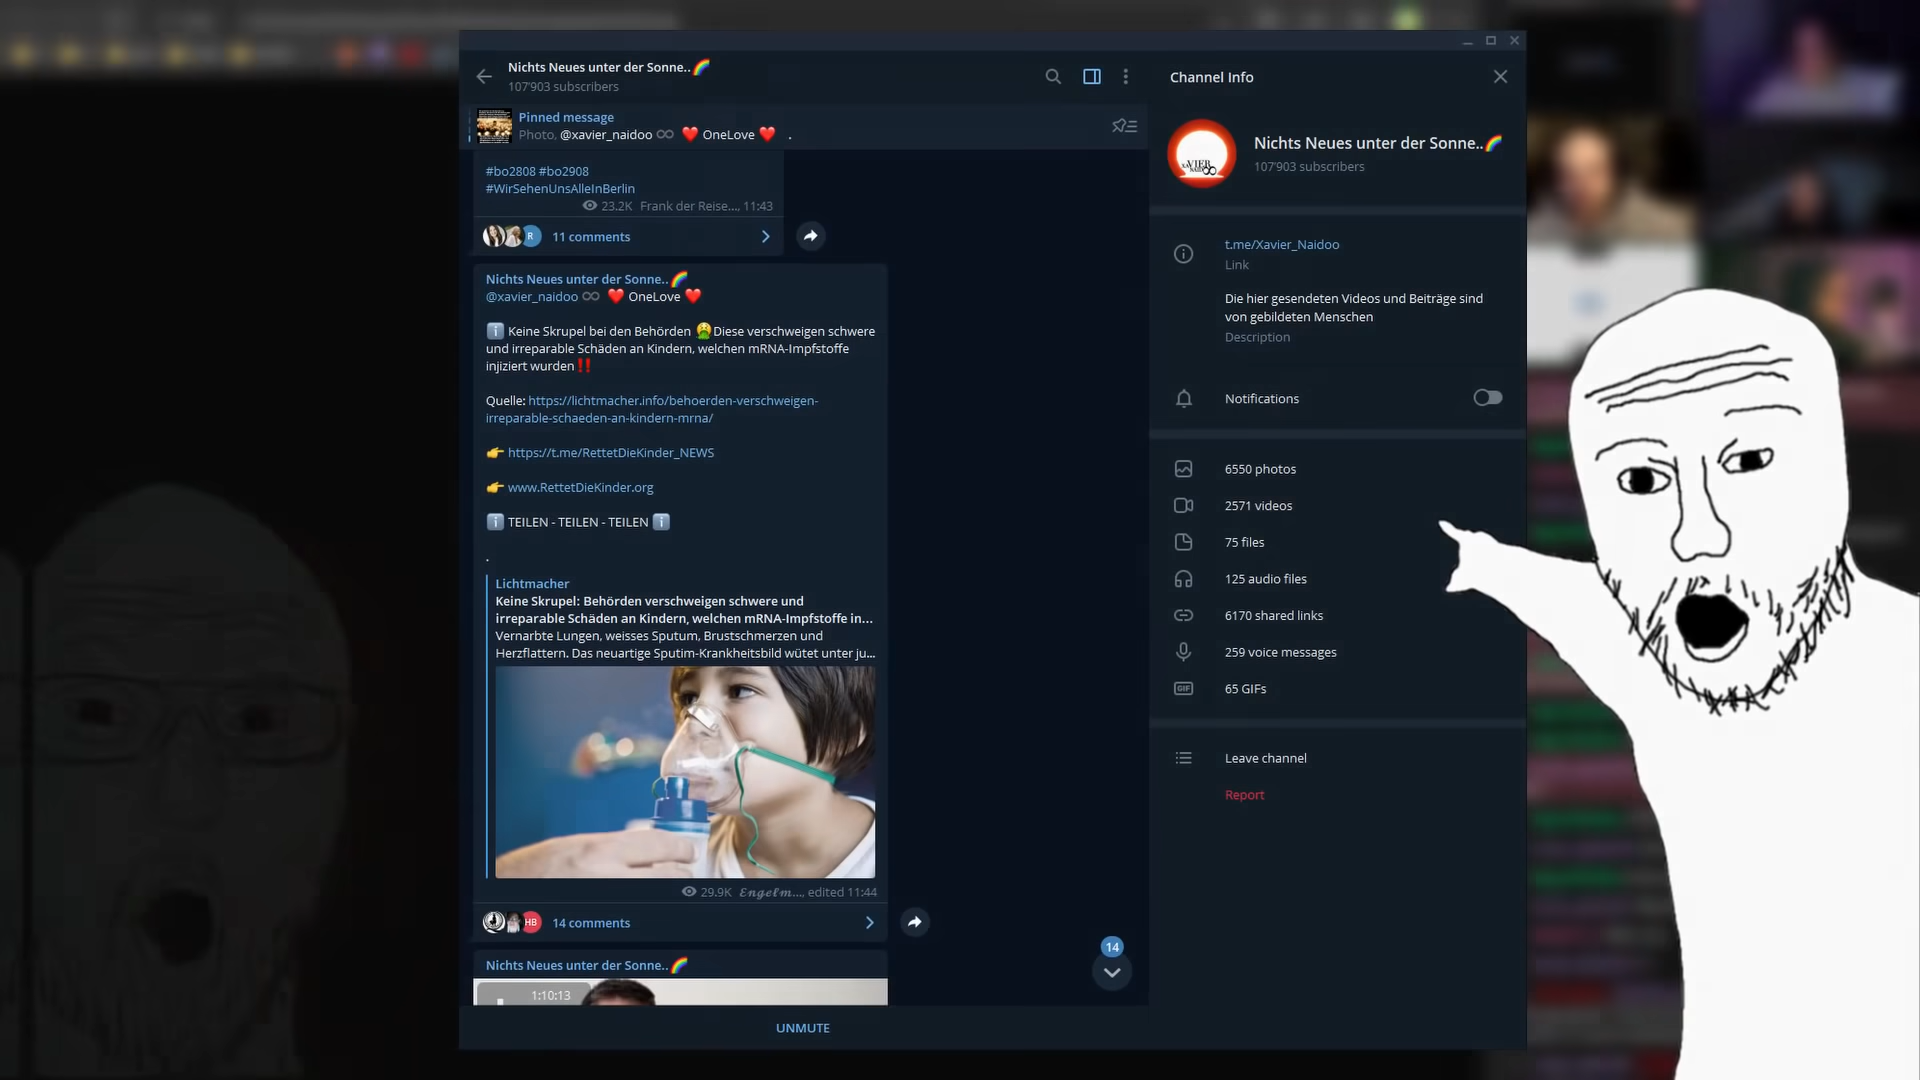 Nichts Neues unter der Sonne..🌈
107'903 subscribers
Pinned message
Photo, @xavier_naidoo ♾ ❤️ OneLove ❤️ .
#bo2808 #bo2908
#WirSehenUnsAlleInBerlin
23.2K Frank der Reise..., 11:43
R
11 comments
Nichts Neues unter der Sonne..🌈
@xavier_naidoo ♾ ❤️ OneLove ❤️
ℹ️ Keine Skrupel bei den Behörden 🤮Diese verschweigen schwere
und irreparable Schäden an Kindern, welchen mRNA-Impfstoffe
injiziert wurden‼️
Quelle: https://lichtmacher.info/behoerden-verschweigen-
irreparable-schaeden-an-kindern-mrna/
👉 https://t.me/RettetDieKinder_NEWS
👉 www.RettetDieKinder.org
ℹ️ TEILEN - TEILEN - TEILEN ℹ️
.
Lichtmacher
Keine Skrupel: Behörden verschweigen schwere und
irreparable Schäden an Kindern, welchen mRNA-Impfstoffe in...
Vernarbte Lungen, weisses Sputum, Brustschmerzen und
Herzflattern. Das neuartige Sputim-Krankheitsbild wütet unter ju...
29.9K 𝓔𝓷𝓰𝓮𝓵𝓶..., edited 11:44
HB
14 comments
14
Nichts Neues unter der Sonne..🌈
1:10:13
UNMUTE
Channel Info
XAVIER NAIDOO
Nichts Neues unter der Sonne..🌈
107'903 subscribers
t.me/Xavier_Naidoo
Link
Die hier gesendeten Videos und Beiträge sind
von gebildeten Menschen
Description
Notifications
6550 photos
2571 videos
75 files
125 audio files
6170 shared links
259 voice messages
GIF
65 GIFs
Leave channel
Report